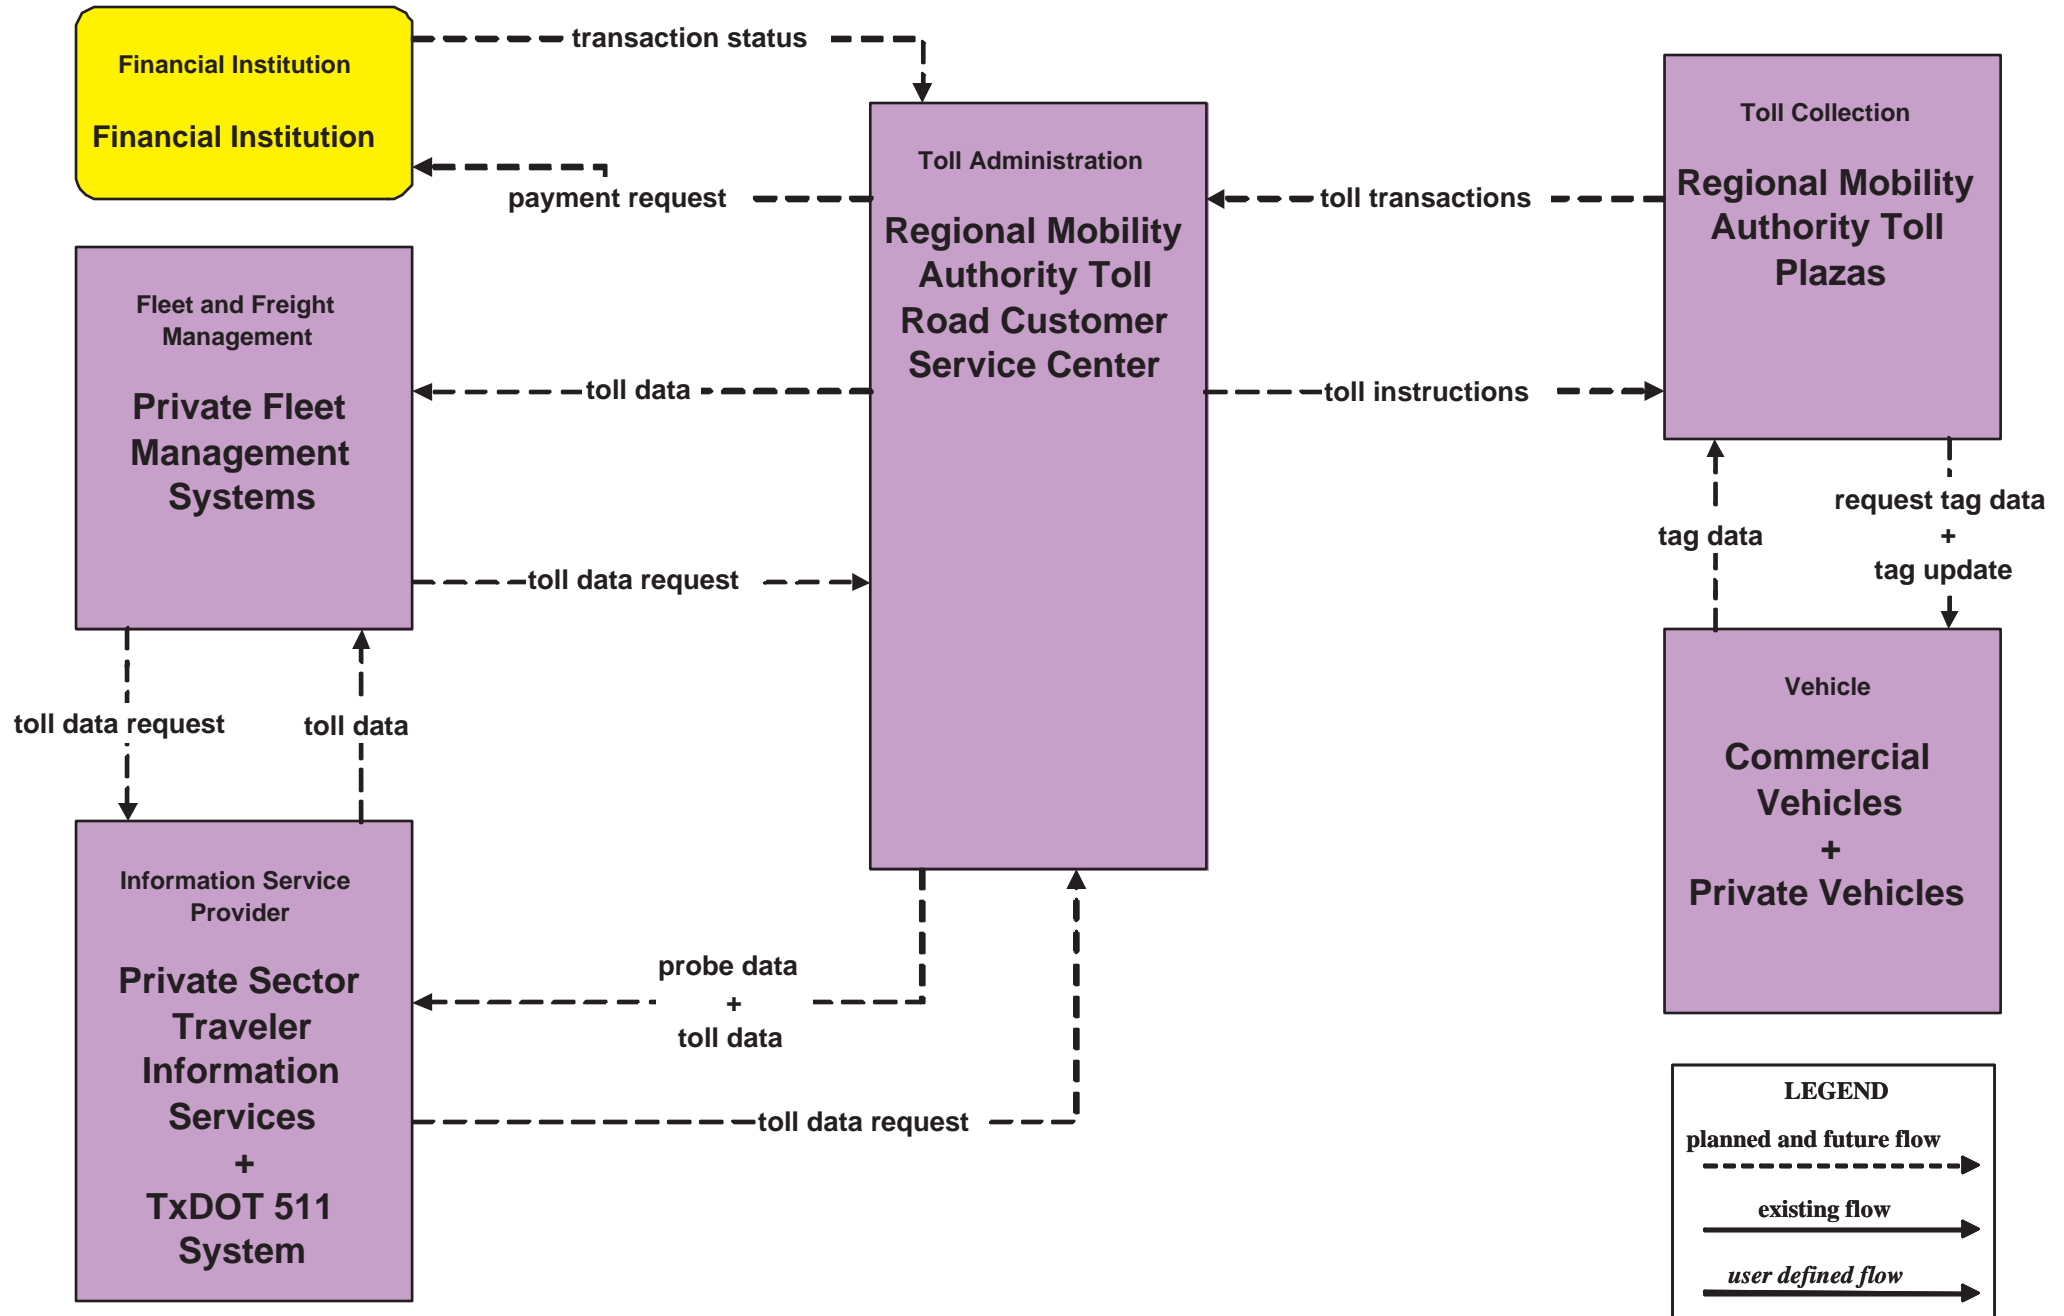 Financial Institution
Financial Institution
transaction status
payment request
Toll Administration
Regional Mobility
Authority Toll
Road Customer
Service Center
Toll Collection
Regional Mobility
Authority Toll
Plazas
toll transactions
toll instructions
Fleet and Freight
Management
Private Fleet
Management
Systems
toll data
toll data request
tag data
request tag data
+
tag update
Vehicle
Commercial
Vehicles
+
Private Vehicles
toll data request
toll data
Information Service
Provider
Private Sector
Traveler
Information
Services
+
TxDOT 511
System
probe data
+
toll data
toll data request
LEGEND
planned and future flow
existing flow
user defined flow